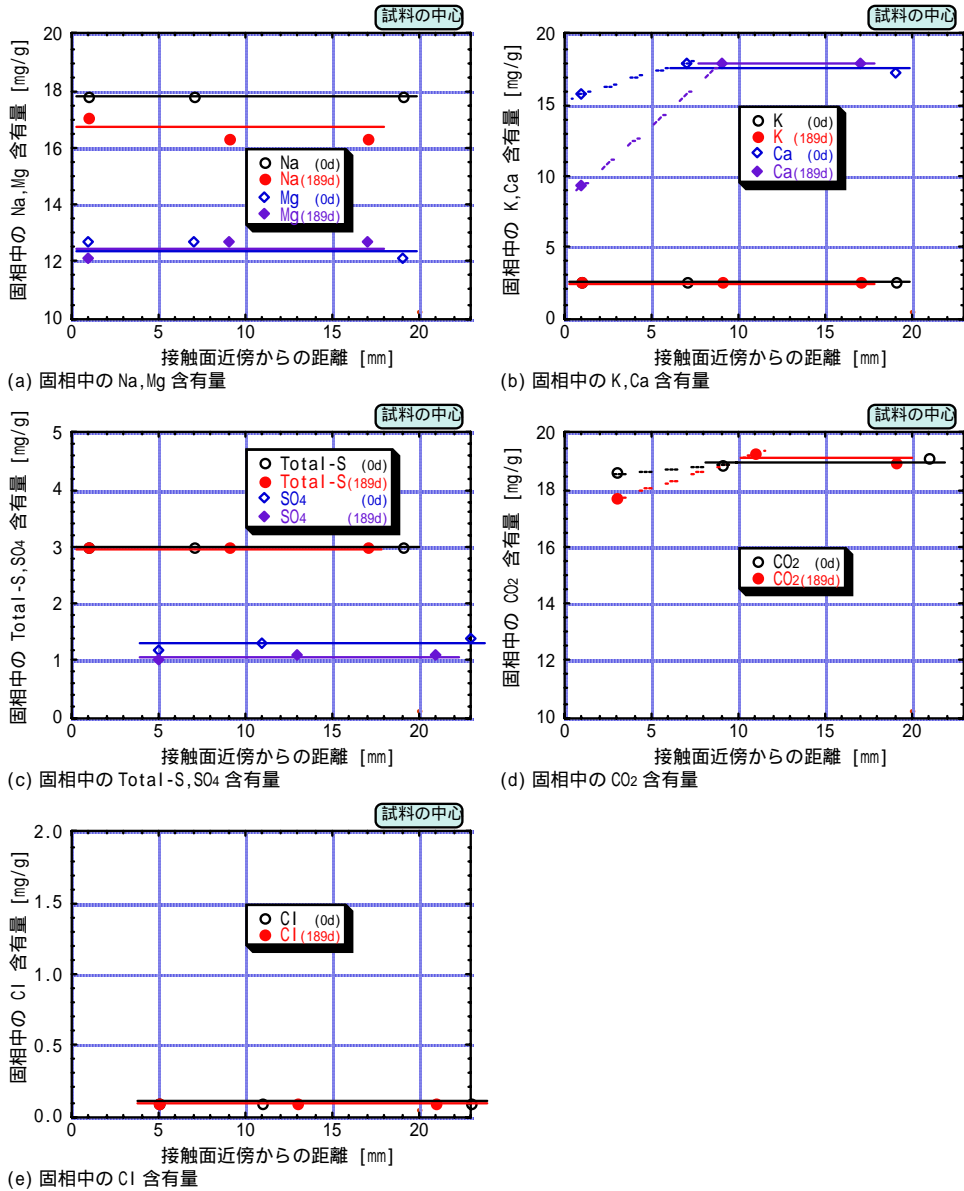 試料の中心
固相中の Na,Mg 含有量 [mg/g]
20
18
16
14
12
10
Na (0d)
Na(189d)
Mg (0d)
Mg(189d)
0 5 10 15 20
接触面近傍からの距離 [mm]
(a) 固相中の Na,Mg 含有量
試料の中心
固相中の K,Ca 含有量 [mg/g]
20
15
10
5
0
K (0d)
K (189d)
Ca (0d)
Ca(189d)
0 5 10 15 20
接触面近傍からの距離 [mm]
(b) 固相中の K,Ca 含有量
試料の中心
固相中の Total-S,SO4 含有量 [mg/g]
5
4
3
2
1
0
Total-S (0d)
Total-S(189d)
SO4 (0d)
SO4 (189d)
0 5 10 15 20
接触面近傍からの距離 [mm]
(c) 固相中の Total-S,SO4 含有量
試料の中心
固相中の CO2 含有量 [mg/g]
20
18
16
14
12
10
CO2 (0d)
CO2(189d)
0 5 10 15 20
接触面近傍からの距離 [mm]
(d) 固相中の CO2 含有量
試料の中心
固相中の Cl 含有量 [mg/g]
2.0
1.5
1.0
0.5
0.0
Cl (0d)
Cl(189d)
0 5 10 15 20
接触面近傍からの距離 [mm]
(e) 固相中の Cl 含有量